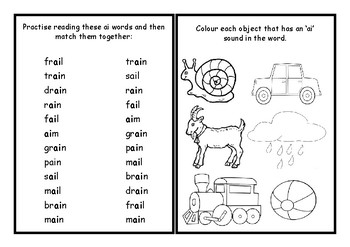 Practise reading these ai words and then
match them together:
frail train
train sail
drain rain
rain fail
fail aim
aim grain
grain pain
pain mail
sail brain
mail drain
brain frail
main main
Colour each object that has an 'ai'
sound in the word.